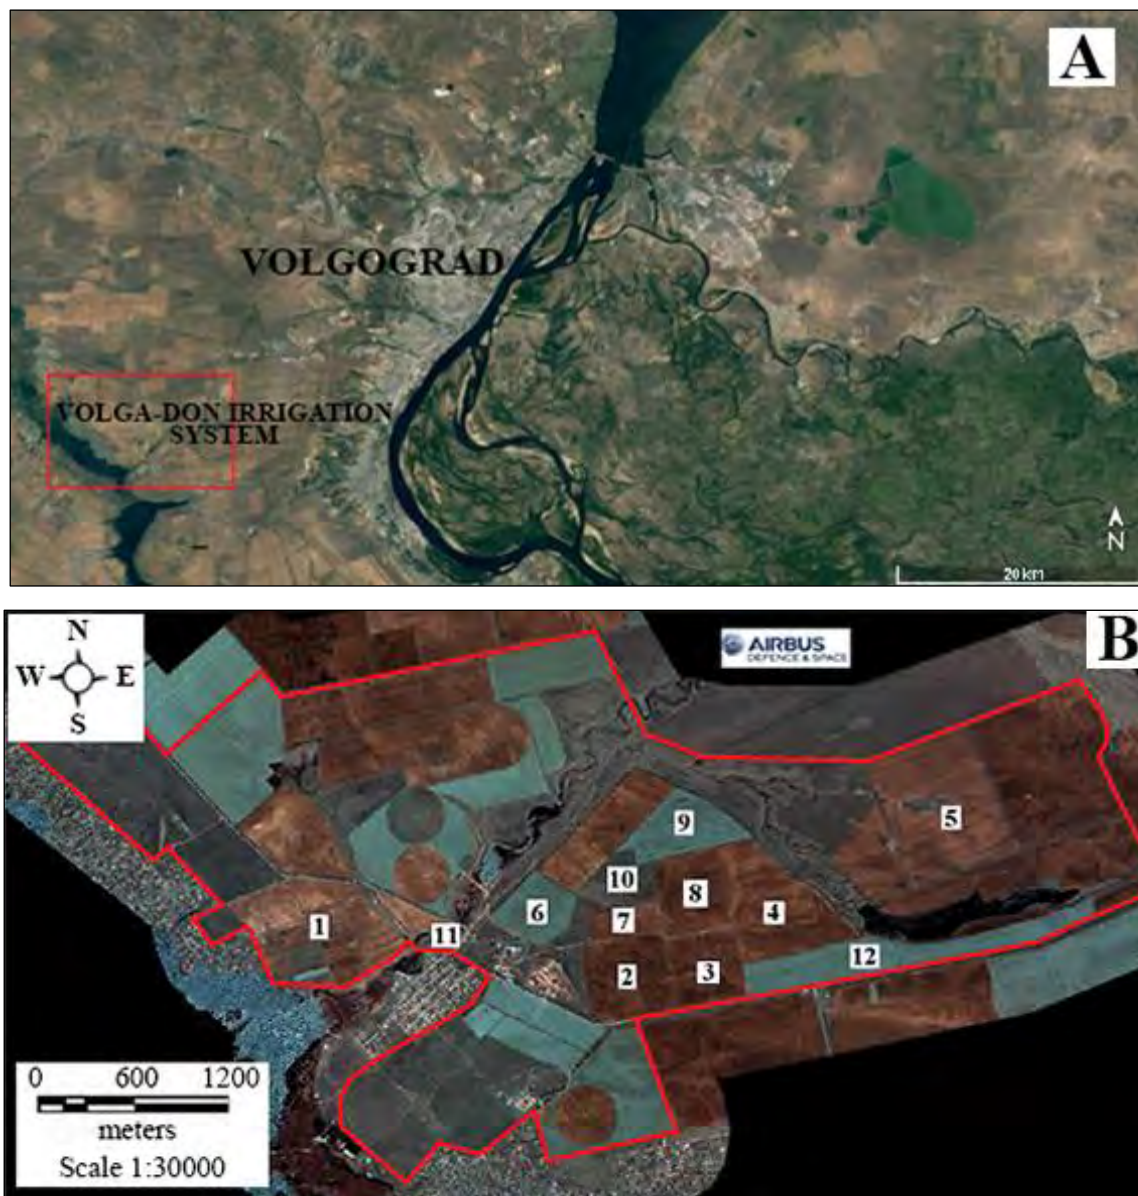 A
VOLGOGRAD
VOLGA-DON IRRIGATION
SYSTEM
N
20 km
B
N
W E
S
AIRBUS
DEFENCE & SPACE
9
5
10
8
6
7
4
1
11
12
2
3
0 600 1200
meters
Scale 1:30000